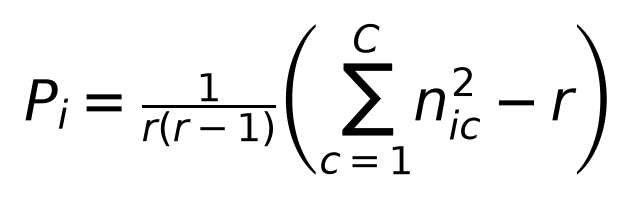 $P_i = \frac{1}{r(r-1)} \left( \sum_{c=1}^{C} n_{ic}^2 - r \right)$